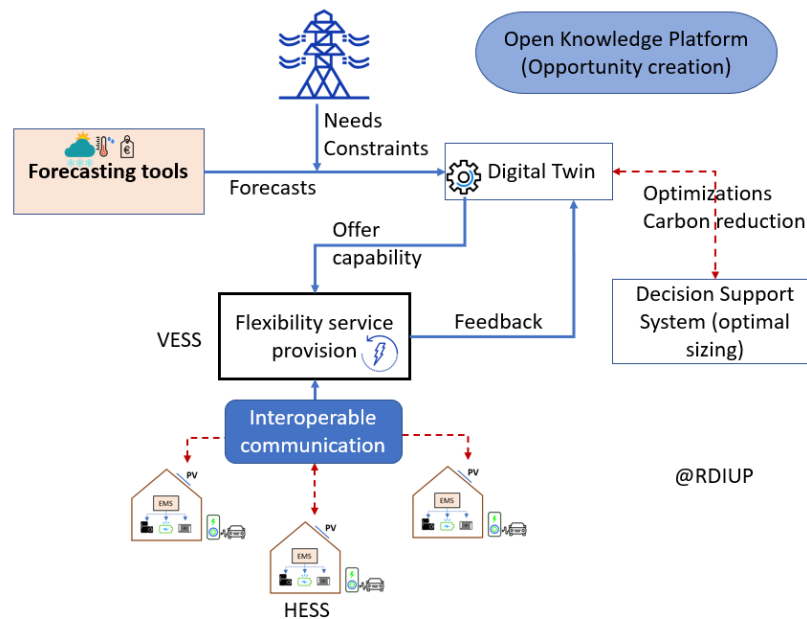 Open Knowledge Platform
(Opportunity creation)
Needs
Constraints
€
Forecasting tools
Forecasts
Digital Twin
Optimizations
Carbon reduction
Offer
capability
Decision Support
System (optimal
sizing)
VESS
Flexibility service
provision
Feedback
Interoperable
communication
@RDIUP
PV
EMS
PV
EMS
PV
EMS
HESS